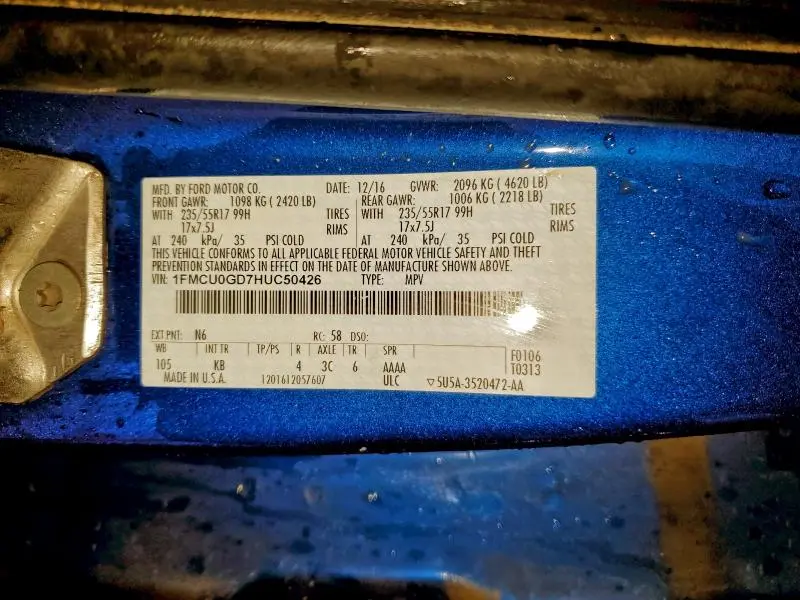 MFD. BY FORD MOTOR CO. DATE: 12/16 GVWR: 2096 KG ( 4620 LB)
FRONT GAWR: 1098 KG ( 2420 LB) REAR GAWR: 1006 KG ( 2218 LB)
WITH 235/55R17 99H TIRES WITH 235/55R17 99H TIRES
17x7.5J RIMS 17x7.5J RIMS
AT 240 kPa/ 35 PSI COLD AT 240 kPa/ 35 PSI COLD
THIS VEHICLE CONFORMS TO ALL APPLICABLE FEDERAL MOTOR VEHICLE SAFETY AND THEFT
PREVENTION STANDARDS IN EFFECT ON THE DATE OF MANUFACTURE SHOWN ABOVE.
VIN: 1FMCU0GD7HUC50426 TYPE: MPV
EXT PNT: N6 RC: 58 DSO:
WB INT TR TP/PS R AXLE TR SPR F0106
105 KB 4 3C 6 AAAA T0313
MADE IN U.S.A. 1201612057607 ULC ▽5U5A-3520472-AA